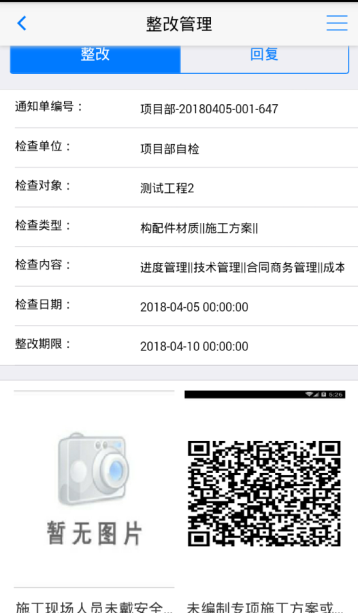 整改管理
整改 回复
通知单编号： 项目部-20180405-001-647
检查单位： 项目部自检
检查对象： 测试工程2
检查类型： 构配件材质||施工方案||
检查内容： 进度管理||技术管理||合同商务管理||成本
检查日期： 2018-04-05 00:00:00
整改期限： 2018-04-10 00:00:00
5:26
暂无图片
施工现场人员未戴安全... 未编制专项施工方案或...